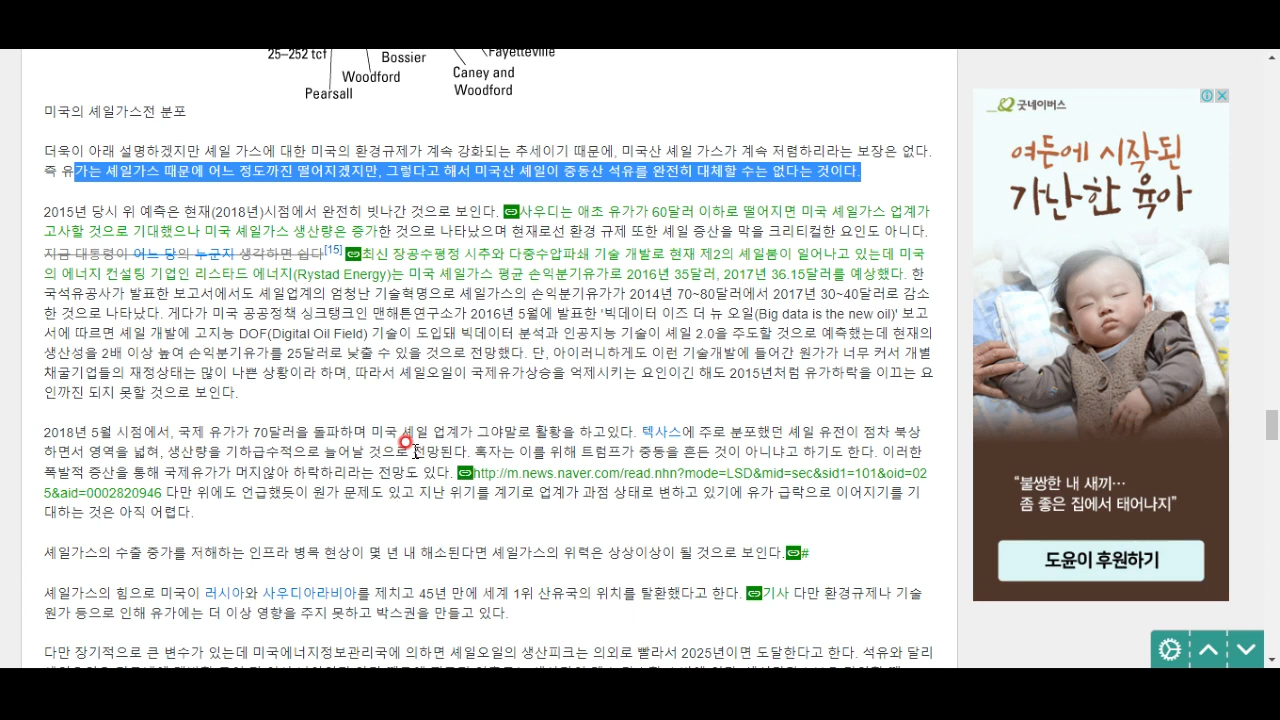 25–252 tcf
Bossier
Fayetteville
Woodford
Caney and
Woodford
Pearsall
미국의 셰일가스전 분포
더욱이 아래 설명하겠지만 셰일 가스에 대한 미국의 환경규제가 계속 강화되는 추세이기 때문에, 미국산 셰일 가스가 계속 저렴하리라는 보장은 없다.
즉 유가는 셰일가스 때문에 어느 정도까진 떨어지겠지만, 그렇다고 해서 미국산 셰일이 중동산 석유를 완전히 대체할 수는 없다는 것이다.
2015년 당시 위 예측은 현재(2018년)시점에서 완전히 빗나간 것으로 보인다. 사우디는 애초 유가가 60달러 이하로 떨어지면 미국 셰일가스 업계가
고사할 것으로 기대했으나 미국 셰일가스 생산량은 증가한 것으로 나타났으며 현재로선 환경 규제 또한 셰일 증산을 막을 크리티컬한 요인도 아니다.
지금 대통령이 어느 당의 누군지 생각하면 쉽다[15] 최신 장공수평정 시추와 다중수압파쇄 기술 개발로 현재 제2의 셰일붐이 일어나고 있는데 미국
의 에너지 컨설팅 기업인 리스타드 에너지(Rystad Energy)는 미국 셰일가스 평균 손익분기유가로 2016년 35달러, 2017년 36.15달러를 예상했다. 한
국석유공사가 발표한 보고서에서도 셰일업계의 엄청난 기술혁명으로 셰일가스의 손익분기유가가 2014년 70~80달러에서 2017년 30~40달러로 감소
한 것으로 나타났다. 게다가 미국 공공정책 싱크탱크인 맨해튼연구소가 2016년 3월에 발표한 '빅데이터 이즈 더 뉴 오일(Big data is the new oil)' 보고
서에 따르면 셰일 개발에 고지능 DOF(Digital Oil Field) 기술이 도입돼 빅데이터 분석과 인공지능 기술이 셰일 2.0을 주도할 것으로 예측했는데 현재의
생산성을 2배 이상 높여 손익분기유가를 25달러로 낮출 수 있을 것으로 전망했다. 단, 아이러니하게도 이런 기술개발에 들어간 원가가 너무 커서 개별
채굴기업들의 재정상태는 많이 나쁜 상황이라 하며, 따라서 셰일오일이 국제유가상승을 억제시키는 요인이긴 해도 2015년처럼 유가하락을 이끄는 요
인까진 되지 못할 것으로 보인다.
2018년 5월 시점에서, 국제 유가가 70달러을 돌파하며 미국 셰일 업계가 그야말로 활황을 하고있다. 텍사스에 주로 분포했던 셰일 유전이 점차 북상
하면서 영역을 넓혀, 생산량을 기하급수적으로 늘어날 것으로 전망된다. 혹자는 이를 위해 트럼프가 중동을 흔든 것이 아니냐고 하기도 한다. 이러한
폭발적 증산을 통해 국제유가가 머지않아 하락하리라는 전망도 있다. http://m.news.naver.com/read.nhn?mode=LSD&mid=sec&sid1=101&oid=02
5&aid=0002820946 다만 위에도 언급했듯이 원가 문제도 있고 지난 위기를 계기로 업계가 과점 상태로 변하고 있기에 유가 급락으로 이어지기를 기
대하는 것은 아직 어렵다.
셰일가스의 수출 증가를 저해하는 인프라 병목 현상이 몇 년 내 해소된다면 셰일가스의 위력은 상상이상이 될 것으로 보인다.#
셰일가스의 힘으로 미국이 러시아와 사우디아라비아를 제치고 45년 만에 세계 1위 산유국의 위치를 탈환했다고 한다. 기사 다만 환경규제나 기술
원가 등으로 인해 유가에는 더 이상 영향을 주지 못하고 박스권을 만들고 있다.
다만 장기적으로 큰 변수가 있는데 미국에너지정보관리국에 의하면 셰일오일의 생산피크는 의외로 빨라서 2025년이면 도달한다고 한다. 석유와 달리
굿네이버스
여든에 시작된
가난한 육아
“불쌍한 내 새끼…
좀 좋은 집에서 태어나지”
도윤이 후원하기